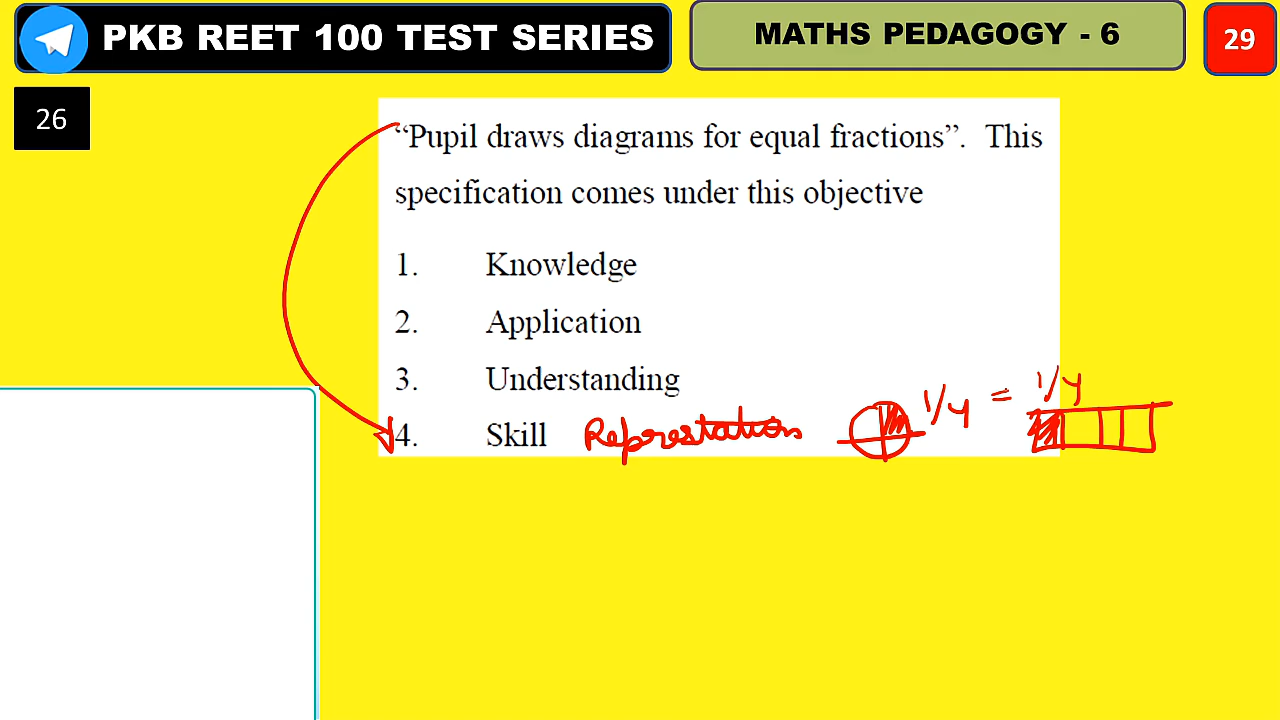 PKB REET 100 TEST SERIES
MATHS PEDAGOGY - 6
29
26
“Pupil draws diagrams for equal fractions”. This
specification comes under this objective
1. Knowledge
2. Application
3. Understanding
4. Skill Represtation 1/4 = 1/4